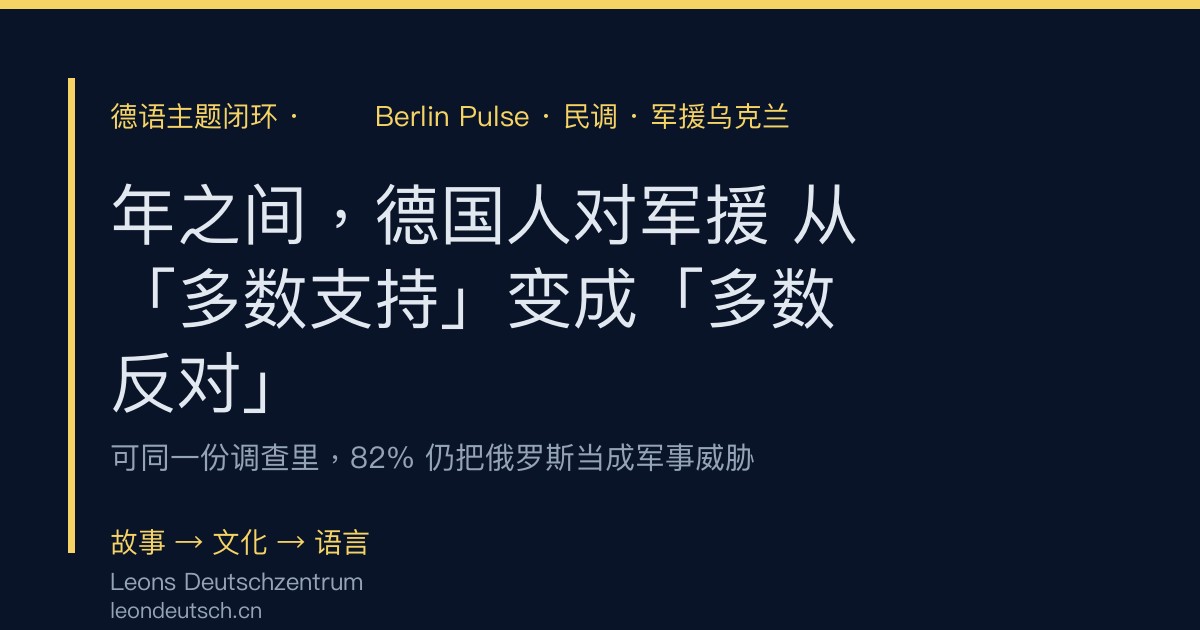 德语主题闭环 · Berlin Pulse · 民调 · 军援乌克兰
年之间，德国人对军援 从
「多数支持」变成「多数
反对」
可同一份调查里，82% 仍把俄罗斯当成军事威胁
故事 → 文化 → 语言
Leons Deutschzentrum
leondeutsch.cn